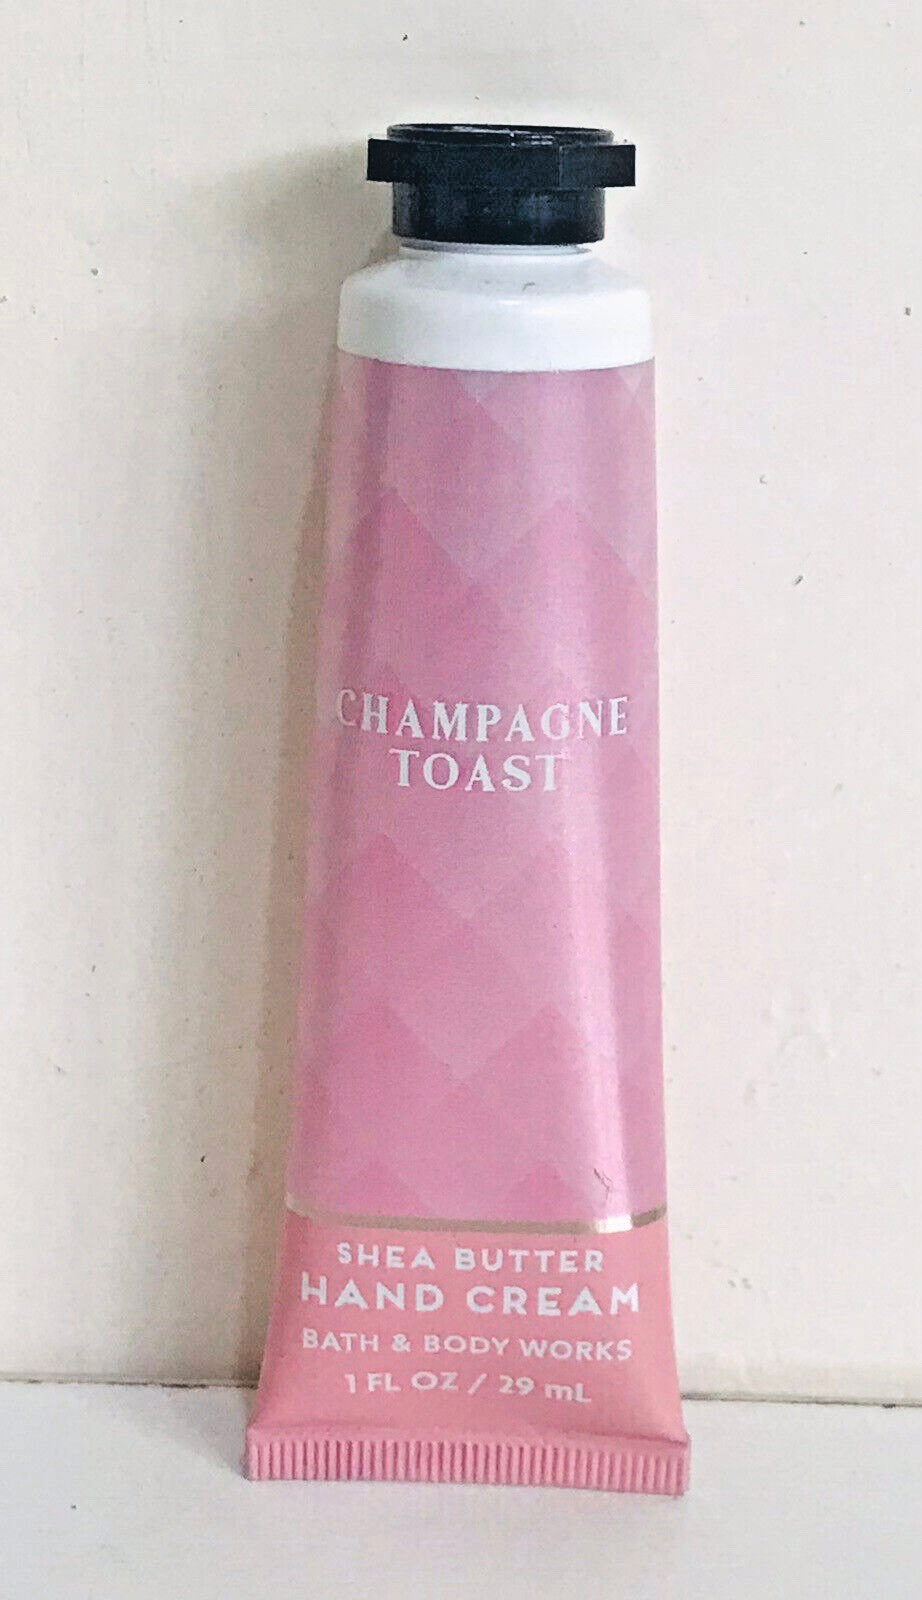 CHAMPAGNE
TOAST
SHEA BUTTER
HAND CREAM
BATH & BODY WORKS
1 FL OZ / 29 mL